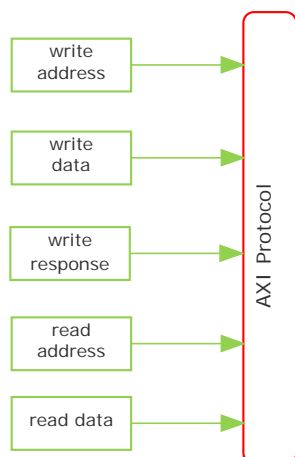 write
address
write
data
write
response
read
address
read data
AXI Protocol